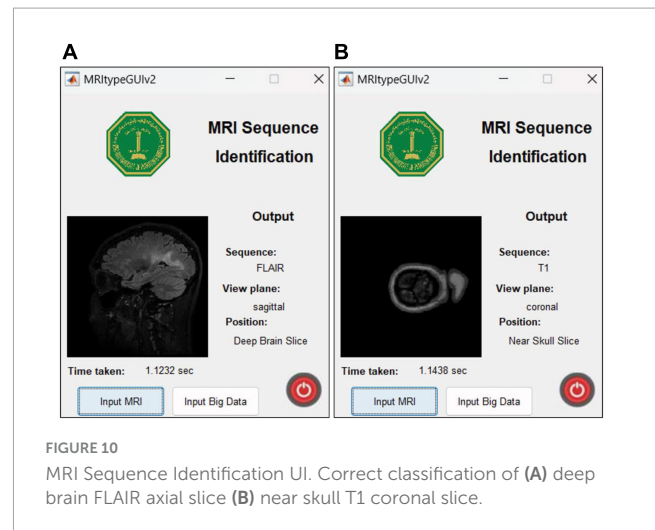 A
MRItypeGUIv2
MRI Sequence
Identification
Output
Sequence:
FLAIR
View plane:
sagittal
Position:
Deep Brain Slice
Time taken: 1.1232 sec
Input MRI
Input Big Data
B
MRItypeGUIv2
MRI Sequence
Identification
Output
Sequence:
T1
View plane:
coronal
Position:
Near Skull Slice
Time taken: 1.1438 sec
Input MRI
Input Big Data
FIGURE 10
MRI Sequence Identification UI. Correct classification of (A) deep
brain FLAIR axial slice (B) near skull T1 coronal slice.